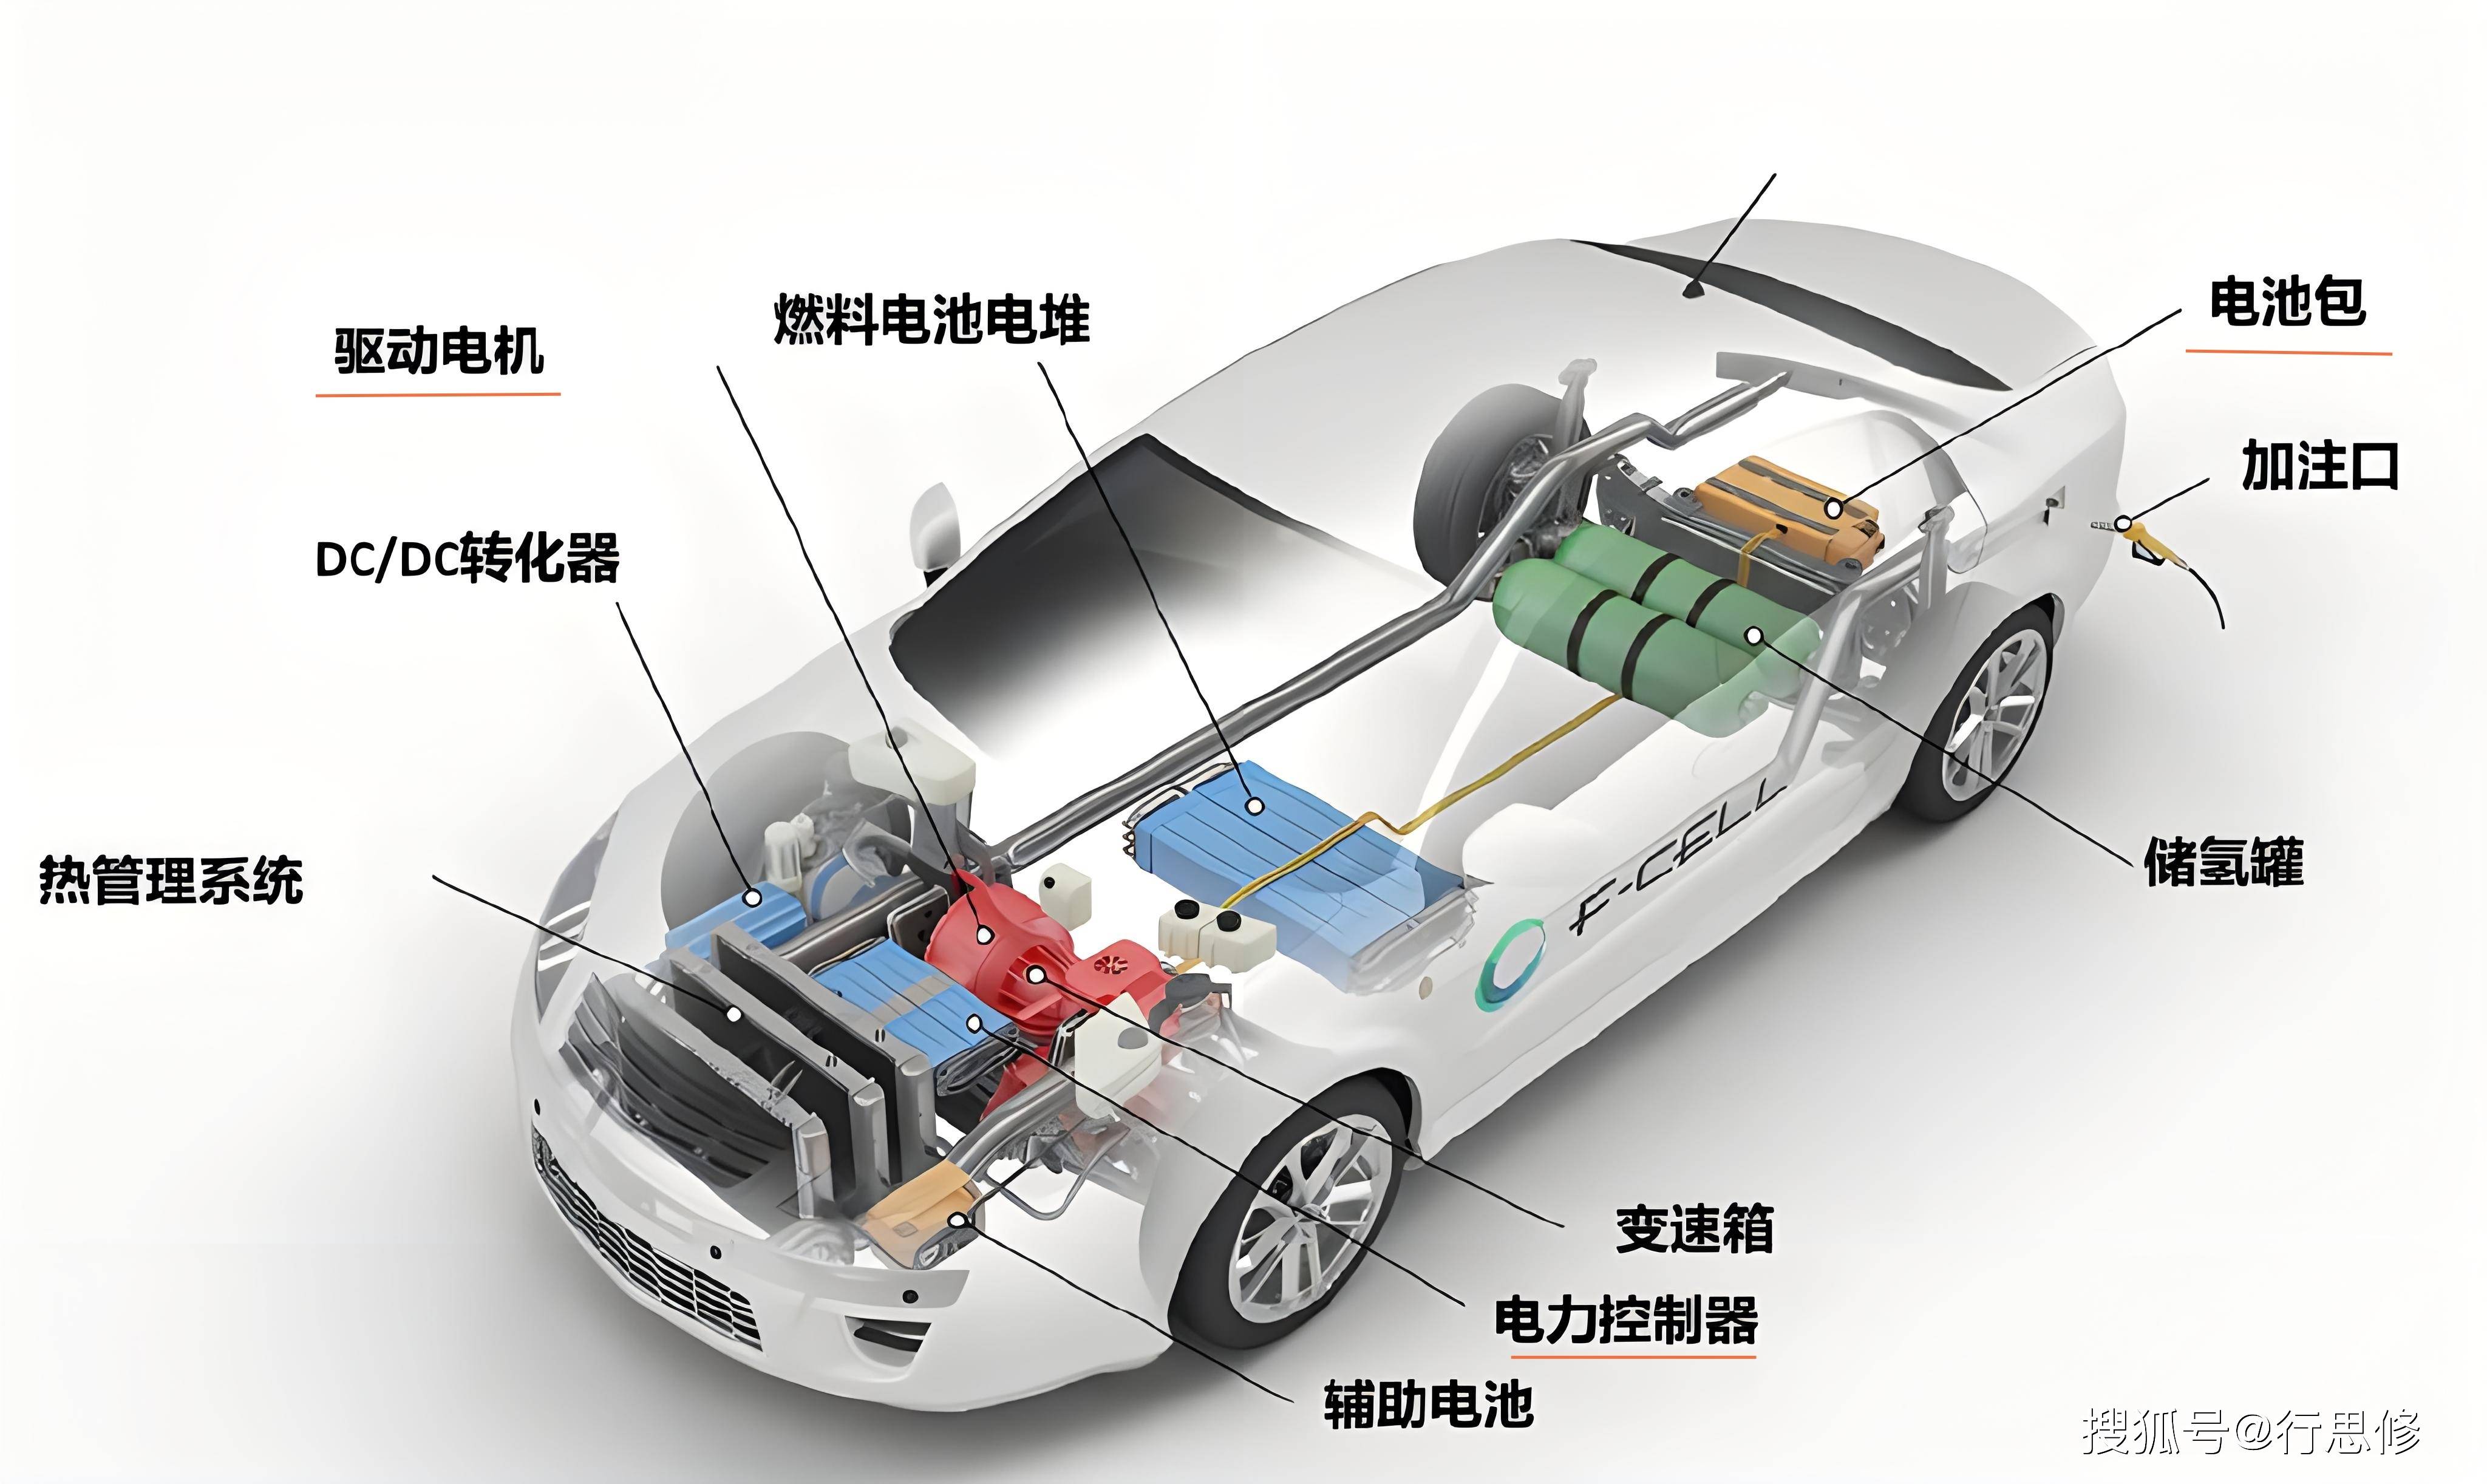 燃料电池电堆
电池包
驱动电机
加注口
DC/DC转化器
热管理系统
储氢罐
F-CELL
变速箱
电力控制器
辅助电池
搜狐号@行思修